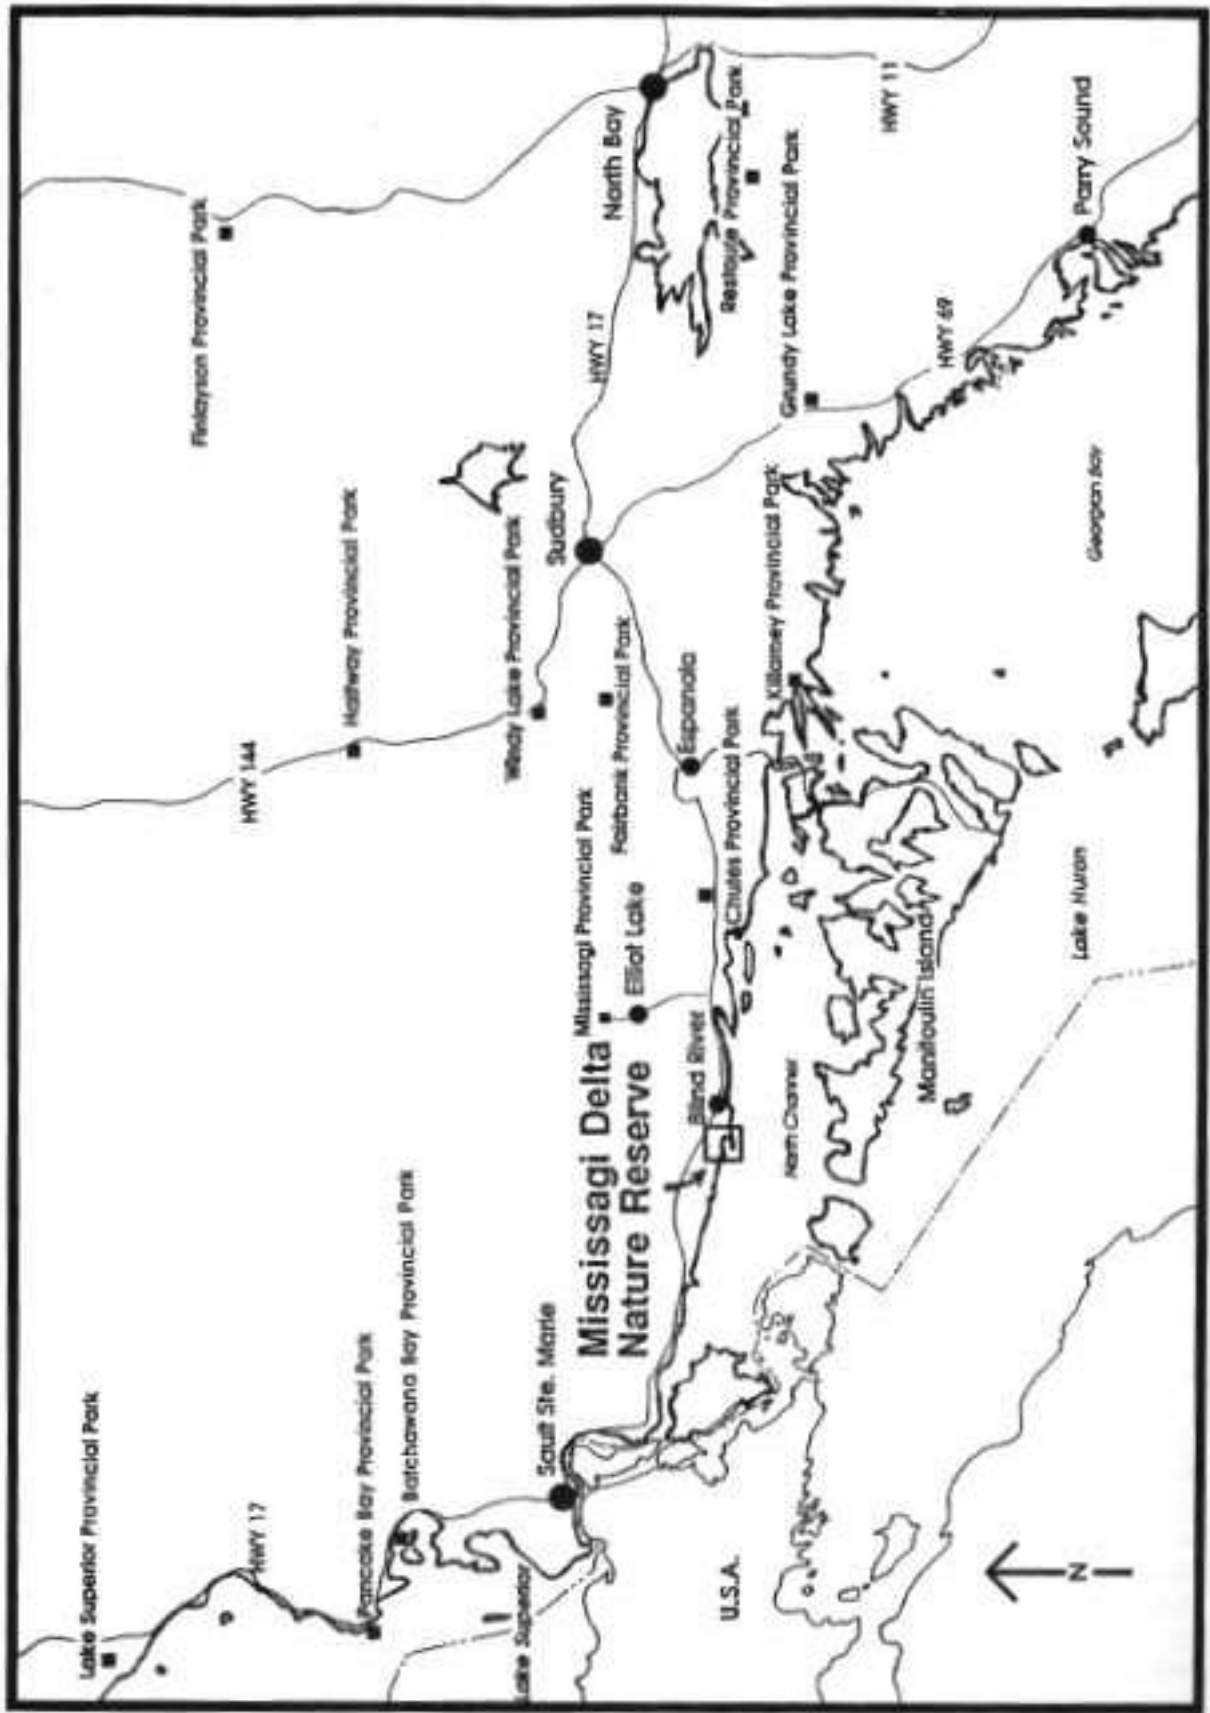 Lake Superior Provincial Park
Finlayson Provincial Park
HWY 17
HWY 144
Halfway Provincial Park
Pancake Bay Provincial Park
Batchawana Bay Provincial Park
Windy Lake Provincial Park
Lake Superior
Sault Ste. Marie
Sudbury
Mississagi Delta
Nature Reserve
Mississagi Provincial Park
HWY 17
North Bay
Fairbank Provincial Park
Elliot Lake
Espanola
Blind River
Chutes Provincial Park
Restoule Provincial Park
U.S.A.
Killarney Provincial Park
Grundy Lake Provincial Park
North Channel
HWY 11
Manitoulin Island
HWY 69
Lake Huron
Georgian Bay
Parry Sound
N